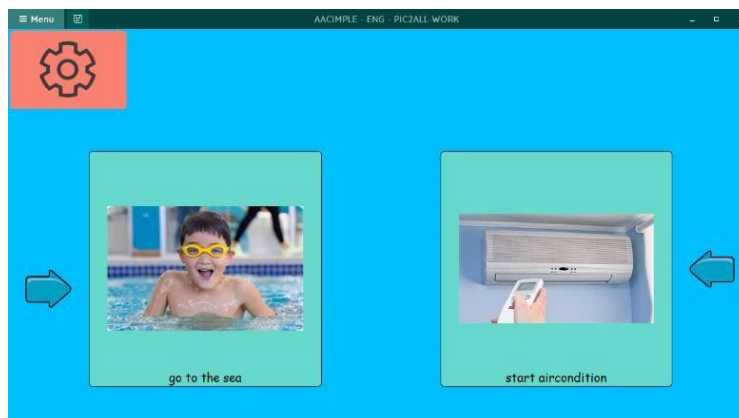 Menu
AACIMPLE - ENG - PIC2ALL-WORK
go to the sea
start aircondition